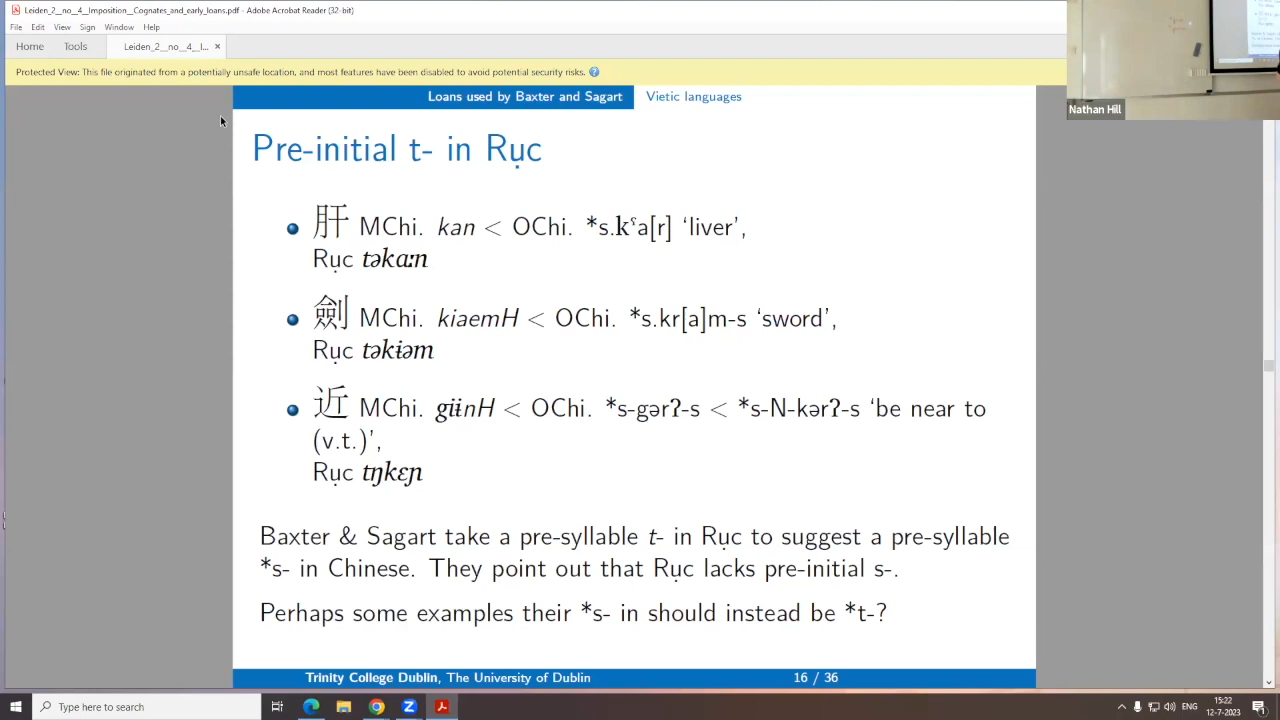 Leiden_2__no__4__Imposition__Cognates_and_early_loans.pdf - Adobe Acrobat Reader (32-bit)
File Edit View Sign Window Help
Home Tools Leiden_2__no__4__I...
Protected View: This file originated from a potentially unsafe location, and most features have been disabled to avoid potential security risks.
Nathan Hill
Loans used by Baxter and Sagart Vietic languages
Pre-initial t- in Rục
肝 MChi. kan < OChi. *s.kˤa[r] ‘liver’,
Rục təkaːn
劍 MChi. kiaemH < OChi. *s.kr[a]m-s ‘sword’,
Rục təkɨəm
近 MChi. gɨinH < OChi. *s-gərʔ-s < *s-N-kərʔ-s ‘be near to
(v.t.)’,
Rục tŋkɛɲ
Baxter & Sagart take a pre-syllable t- in Rục to suggest a pre-syllable
*s- in Chinese. They point out that Rục lacks pre-initial s-.
Perhaps some examples their *s- in should instead be *t-?
Trinity College Dublin, The University of Dublin 16 / 36
Type here to search
15:22
12-7-2023